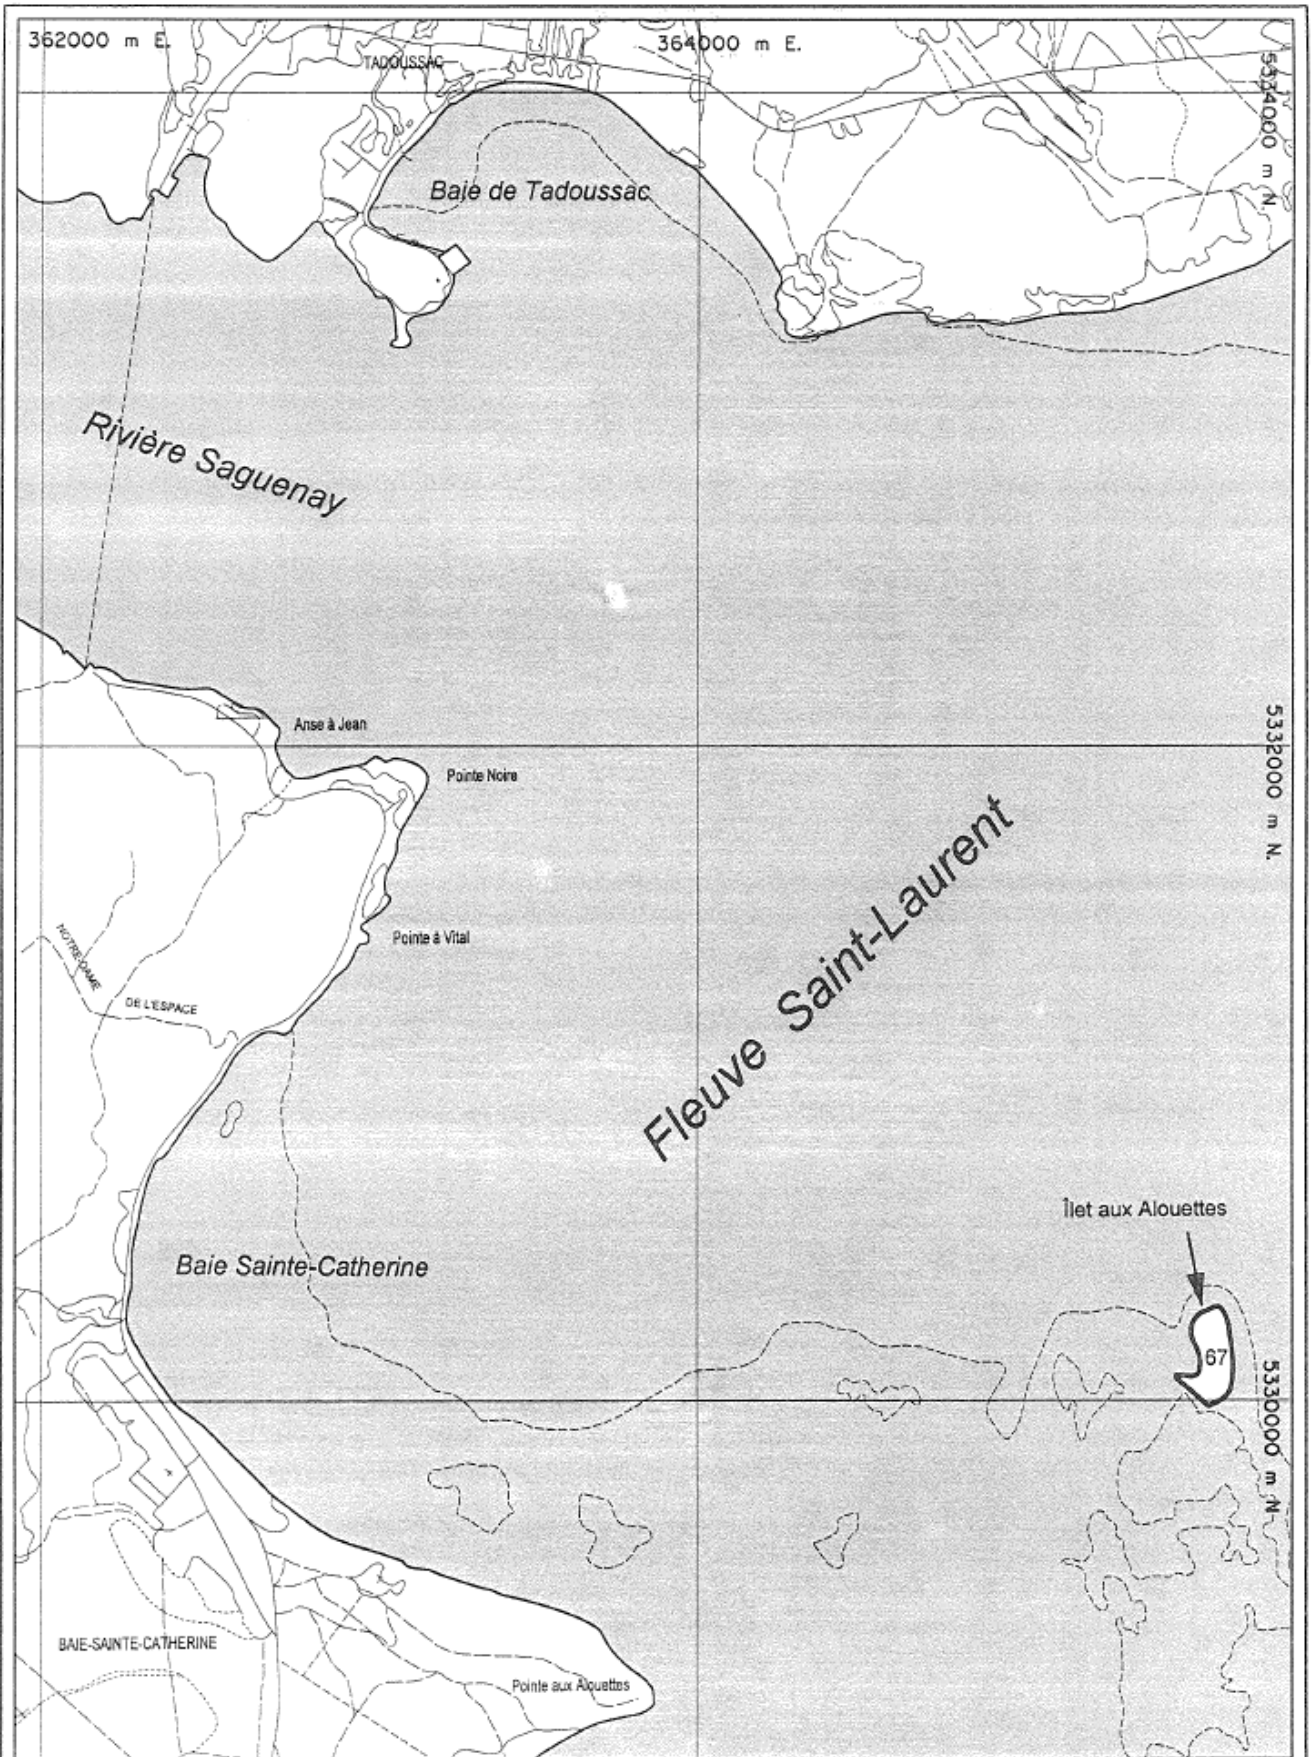 362000 m E.
364000 m E.
TADOUSSAC
5334000 m N.
Baie de Tadoussac
Rivière Saguenay
Anse à Jean
5332000 m N.
Pointe Noire
Fleuve Saint-Laurent
Pointe à Vital
NOTRE-DAME
DE L'ESPACE
Îlet aux Alouettes
Baie Sainte-Catherine
67
5330000 m N.
BAIE-SAINTE-CATHERINE
Pointe aux Alouettes